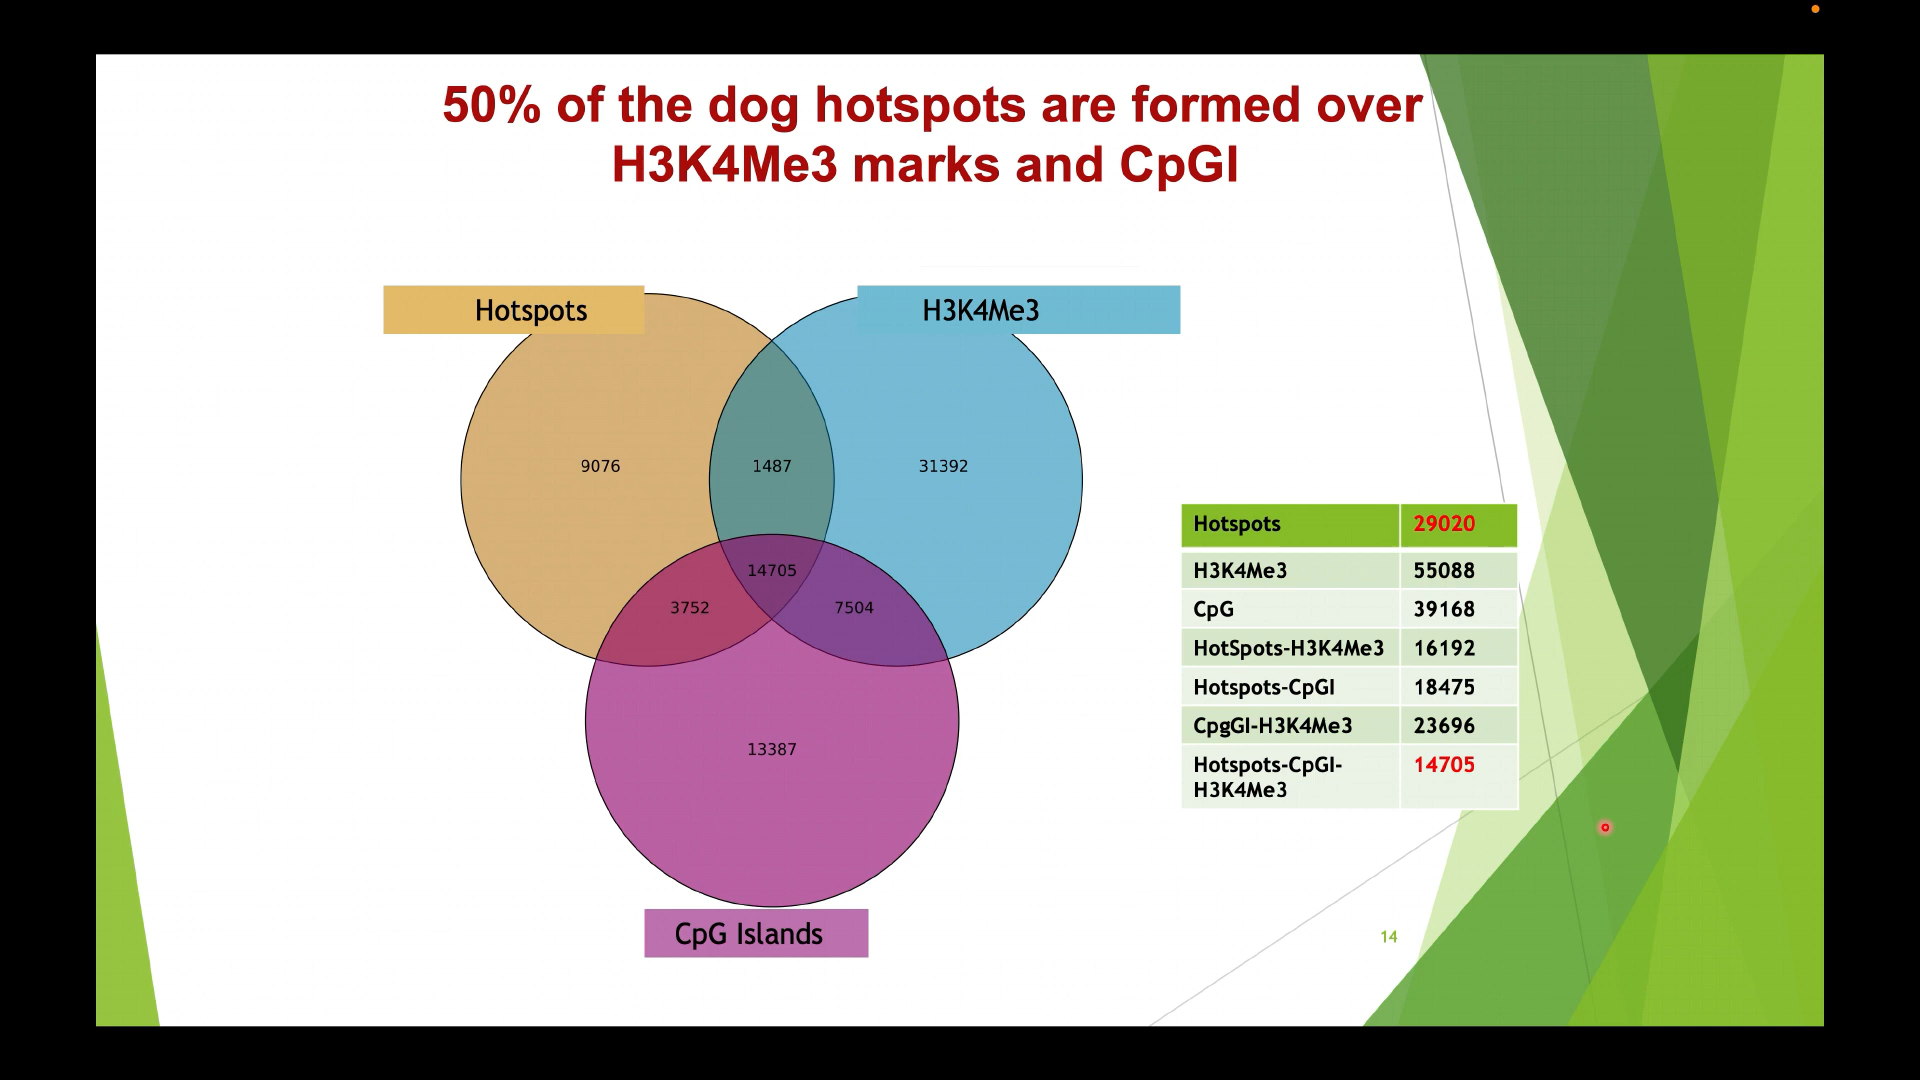 50% of the dog hotspots are formed over
H3K4Me3 marks and CpGI
Hotspots
H3K4Me3
9076
1487
31392
14705
3752
7504
13387
CpG Islands
Hotspots 29020
H3K4Me3 55088
CpG 39168
HotSpots-H3K4Me3 16192
Hotspots-CpGI 18475
CpgGI-H3K4Me3 23696
Hotspots-CpGI- 14705
H3K4Me3
14